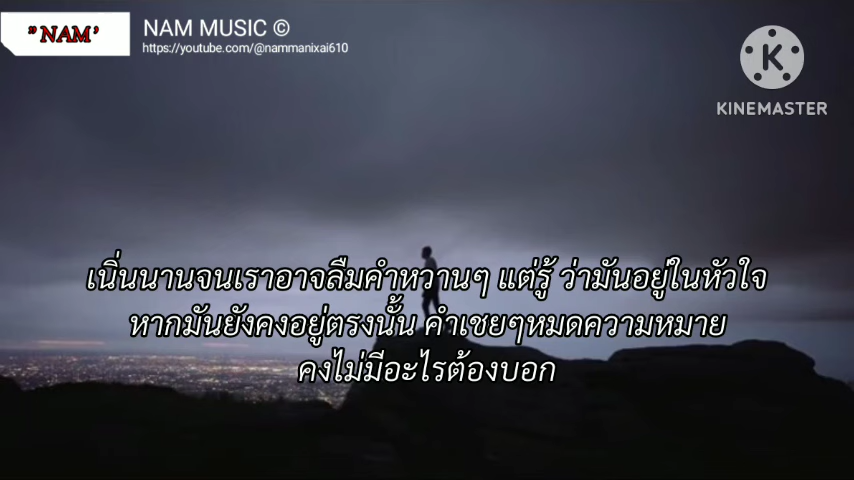 " NAM '
NAM MUSIC ©
https://youtube.com/@nammanixai610
K
KINEMASTER
เนิ่นนานจนเราอาจลืมคำหวานๆ แต่รู้ ว่ามันอยู่ในหัวใจ
หากมันยังคงอยู่ตรงนั้น คำเชยๆหมดความหมาย
คงไม่มีอะไรต้องบอก